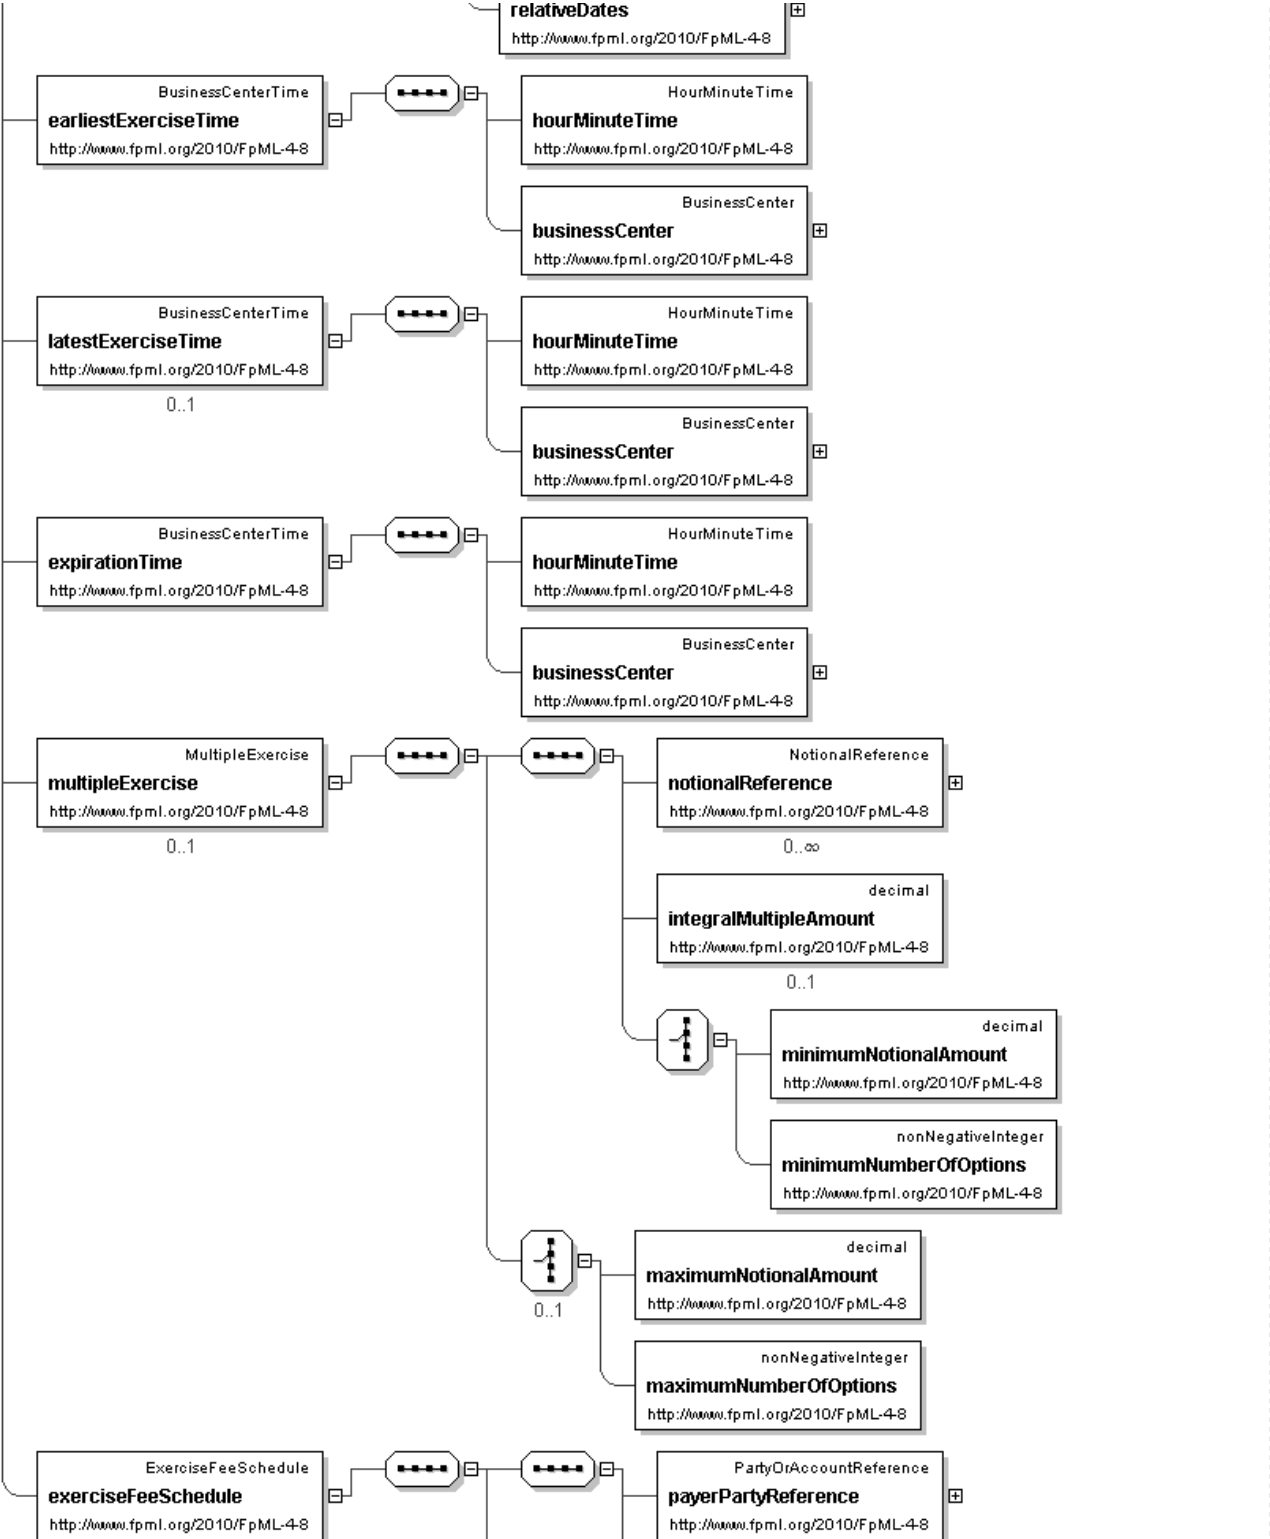 relativeDates
http://www.fpml.org/2010/FpML-4-8
BusinessCenterTime
earliestExerciseTime
http://www.fpml.org/2010/FpML-4-8
HourMinuteTime
hourMinuteTime
http://www.fpml.org/2010/FpML-4-8
BusinessCenter
businessCenter
http://www.fpml.org/2010/FpML-4-8
BusinessCenterTime
latestExerciseTime
http://www.fpml.org/2010/FpML-4-8
0..1
HourMinuteTime
hourMinuteTime
http://www.fpml.org/2010/FpML-4-8
BusinessCenter
businessCenter
http://www.fpml.org/2010/FpML-4-8
BusinessCenterTime
expirationTime
http://www.fpml.org/2010/FpML-4-8
HourMinuteTime
hourMinuteTime
http://www.fpml.org/2010/FpML-4-8
BusinessCenter
businessCenter
http://www.fpml.org/2010/FpML-4-8
MultipleExercise
multipleExercise
http://www.fpml.org/2010/FpML-4-8
0..1
NotionalReference
notionalReference
http://www.fpml.org/2010/FpML-4-8
0..∞
decimal
integralMultipleAmount
http://www.fpml.org/2010/FpML-4-8
0..1
decimal
minimumNotionalAmount
http://www.fpml.org/2010/FpML-4-8
nonNegativeInteger
minimumNumberOfOptions
http://www.fpml.org/2010/FpML-4-8
0..1
decimal
maximumNotionalAmount
http://www.fpml.org/2010/FpML-4-8
nonNegativeInteger
maximumNumberOfOptions
http://www.fpml.org/2010/FpML-4-8
ExerciseFeeSchedule
exerciseFeeSchedule
http://www.fpml.org/2010/FpML-4-8
PartyOrAccountReference
payerPartyReference
http://www.fpml.org/2010/FpML-4-8